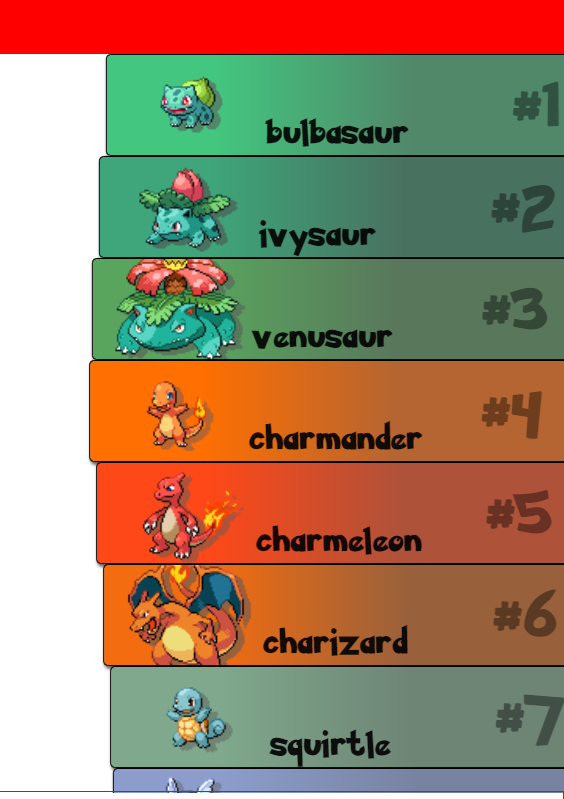 #1
bulbasaur
#2
ivysaur
#3
venusaur
#4
charmander
#5
charmeleon
#6
charizard
#7
squirtle